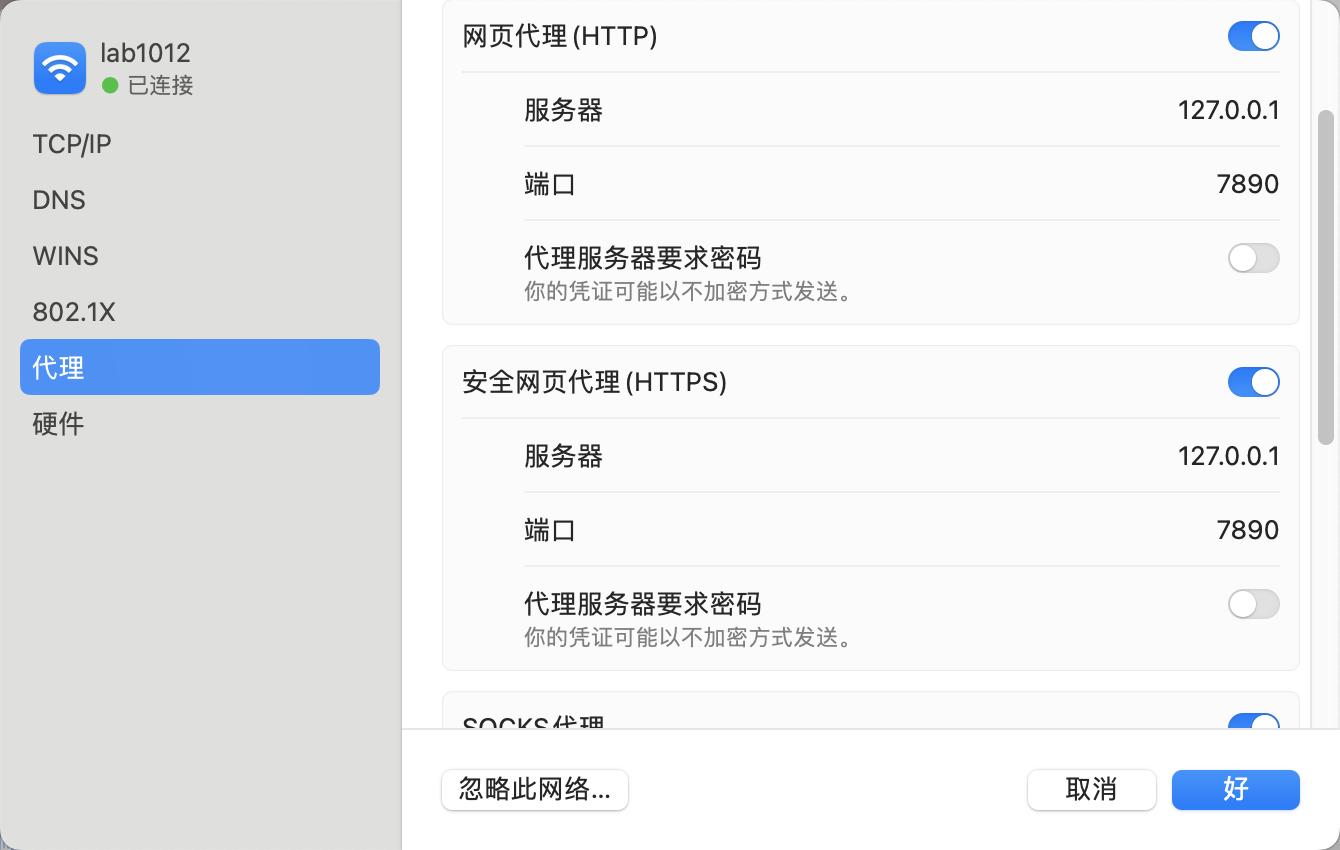 lab1012
已连接
TCP/IP
DNS
WINS
802.1X
代理
硬件
网页代理(HTTP)
服务器 127.0.0.1
端口 7890
代理服务器要求密码
你的凭证可能以不加密方式发送。
安全网页代理(HTTPS)
服务器 127.0.0.1
端口 7890
代理服务器要求密码
你的凭证可能以不加密方式发送。
SOCKS代理
忽略此网络... 取消 好